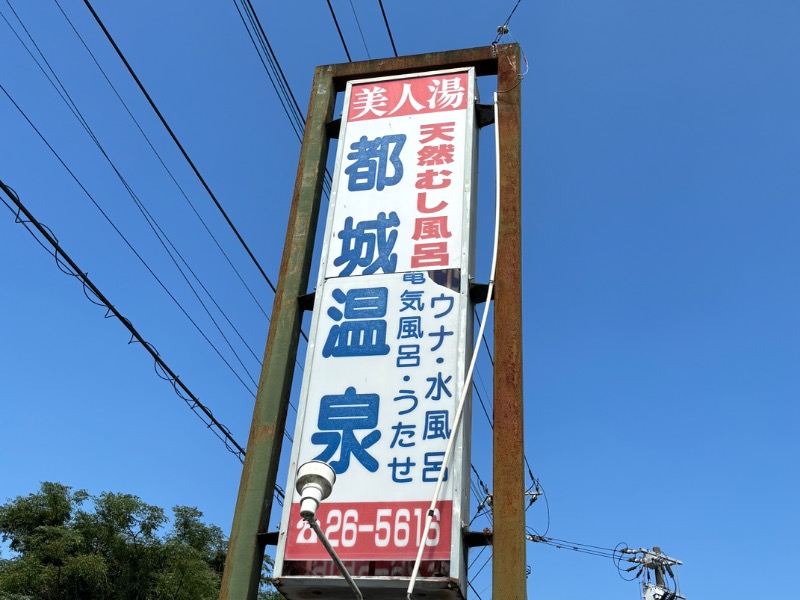 美人湯
天然むし風呂
都城温泉
ウナ・水風呂
電気風呂・うたせ
☎26-5616